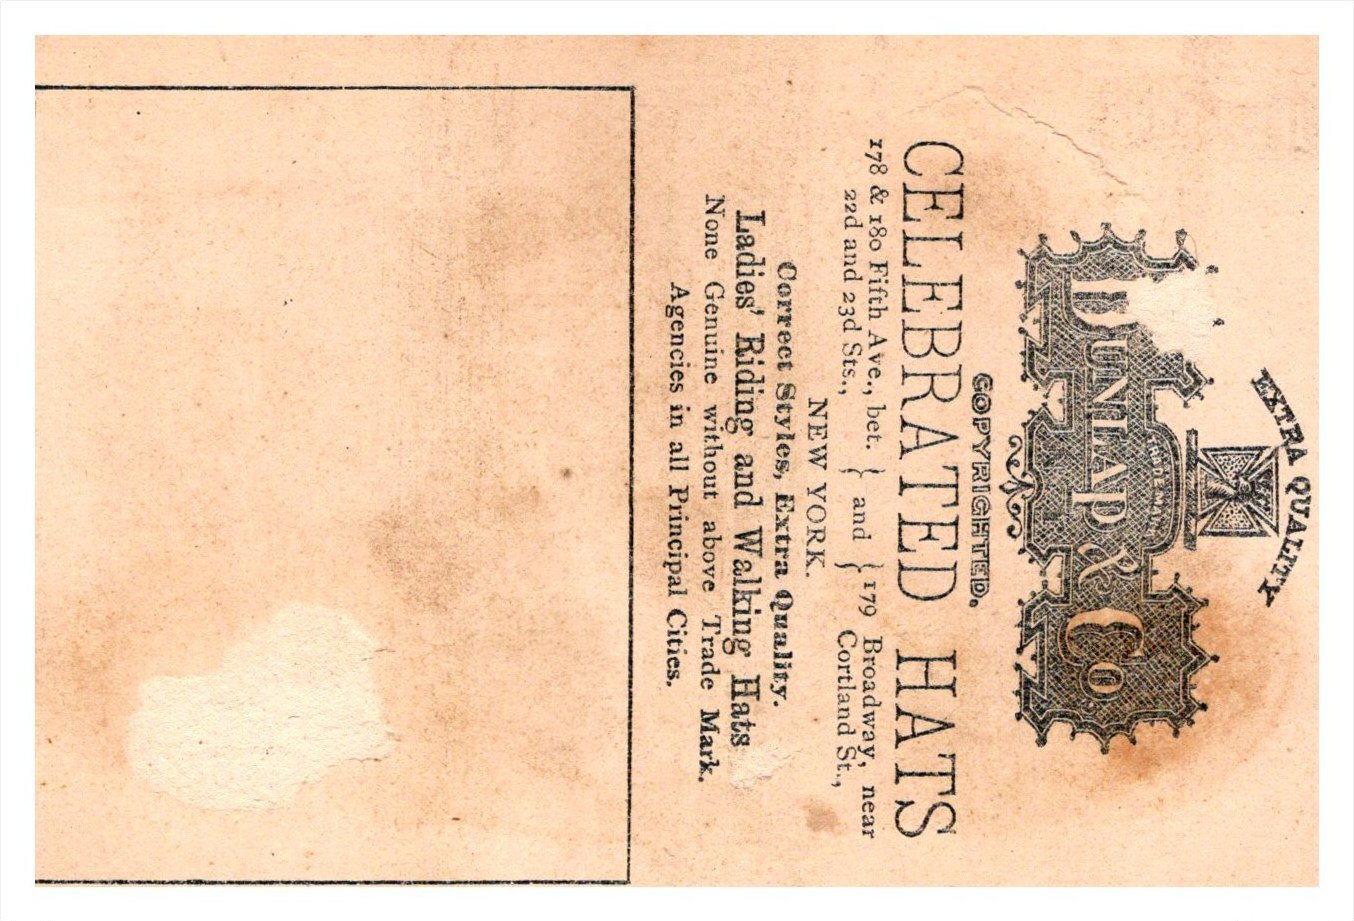 EXTRA QUALITY
TRADE MARK
DUNLAP & Co
COPYRIGHTED.
CELEBRATED HATS
178 & 180 Fifth Ave., bet. } and { 179 Broadway, near
22d and 23d Sts., } { Cortland St.,
NEW YORK.
Correct Styles, Extra Quality.
Ladies' Riding and Walking Hats
None Genuine without above Trade Mark.
Agencies in all Principal Cities.